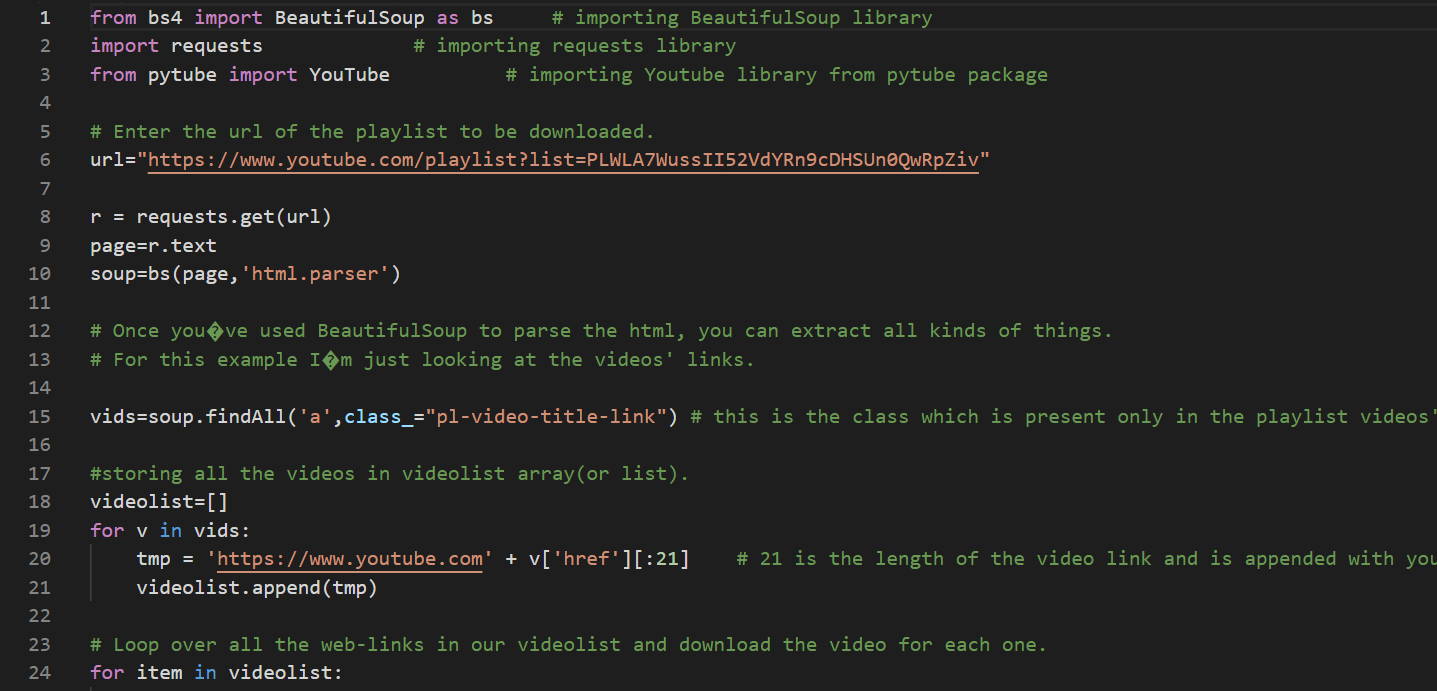 1 from bs4 import BeautifulSoup as bs     # importing BeautifulSoup library
2 import requests             # importing requests library
3 from pytube import YouTube          # importing Youtube library from pytube package
4
5 # Enter the url of the playlist to be downloaded.
6 url="https://www.youtube.com/playlist?list=PLWLA7WussII52VdYRn9cDHSUn0QwRpZiv"
7
8 r = requests.get(url)
9 page=r.text
10 soup=bs(page,'html.parser')
11
12 # Once you�ve used BeautifulSoup to parse the html, you can extract all kinds of things.
13 # For this example I�m just looking at the videos' links.
14
15 vids=soup.findAll('a',class_="pl-video-title-link") # this is the class which is present only in the playlist videos'
16
17 #storing all the videos in videolist array(or list).
18 videolist=[]
19 for v in vids:
20     tmp = 'https://www.youtube.com' + v['href'][:21]    # 21 is the length of the video link and is appended with you
21     videolist.append(tmp)
22
23 # Loop over all the web-links in our videolist and download the video for each one.
24 for item in videolist: